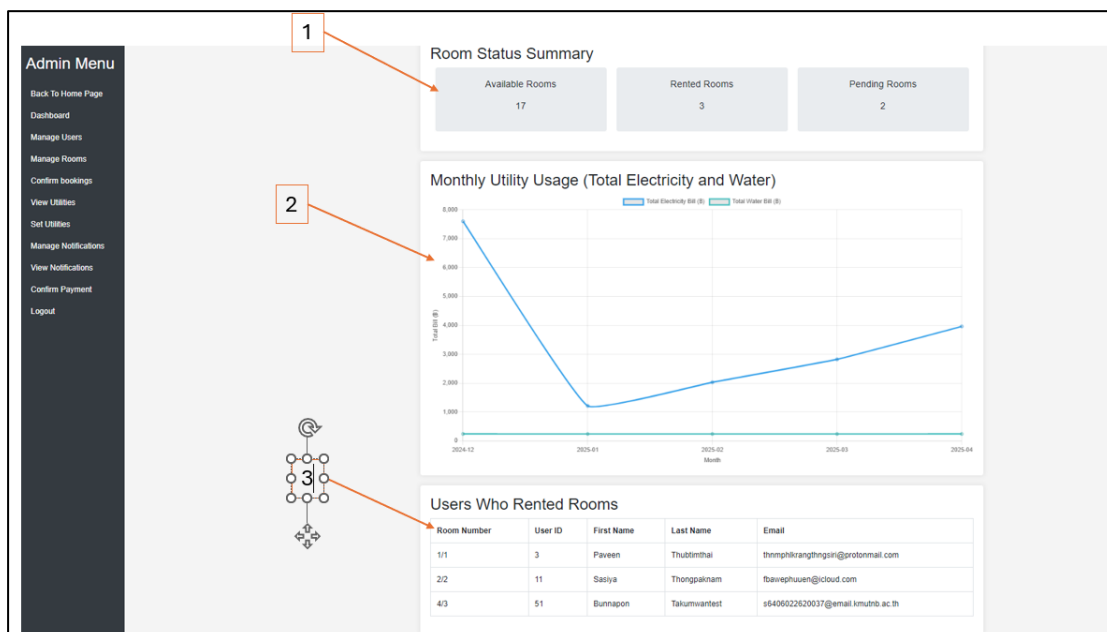 1
Admin Menu
Back To Home Page
Dashboard
Manage Users
Manage Rooms
Confirm bookings
View Utilities
Set Utilities
Manage Notifications
View Notifications
Confirm Payment
Logout
Room Status Summary
Available Rooms Rented Rooms Pending Rooms
17 3 2
2
Monthly Utility Usage (Total Electricity and Water)
Total Electricity Bill (฿) Total Water Bill (฿)
Total Bill (฿)
8,000
7,000
6,000
5,000
4,000
3,000
2,000
1,000
0
2024-12 2025-01 2025-02 2025-03 2025-04
Month
3
Users Who Rented Rooms
Room Number User ID First Name Last Name Email
1/1 3 Paveen Thubtimthai thnmphlkrangthngsiri@protonmail.com
2/2 11 Sasiya Thongpaknam fbawephuuen@icloud.com
4/3 51 Bunnapon Takumwantest s6406022620037@email.kmutnb.ac.th